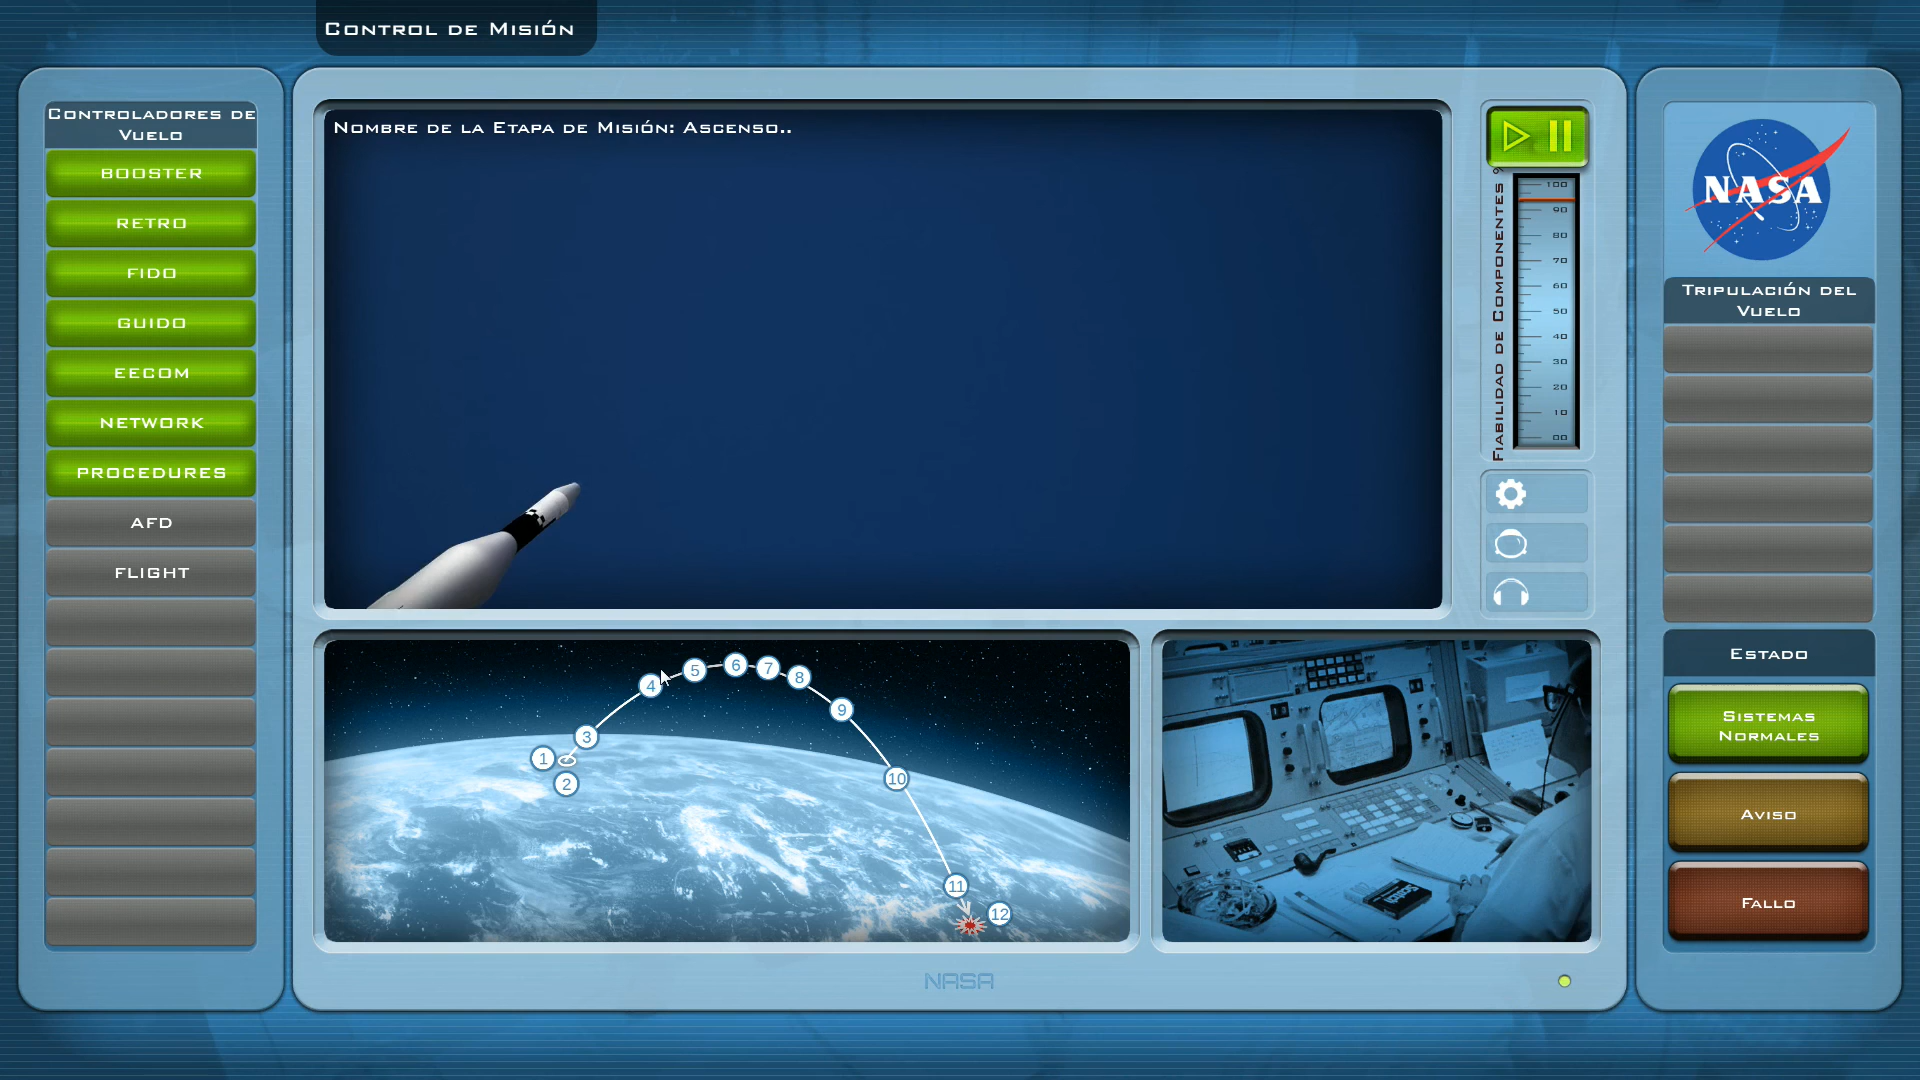 Control de Misión
Controladores de
Vuelo
BOOSTER
RETRO
FIDO
GUIDO
EECOM
NETWORK
PROCEDURES
AFD
FLIGHT
Nombre de la Etapa de Misión: Ascenso..
Fiabilidad de Componentes %
100
90
80
70
60
50
40
30
20
10
00
1
2
3
4
5
6
7
8
9
10
11
12
Scotch
NASA
NASA
Tripulación del
Vuelo
Estado
Sistemas
Normales
Aviso
Fallo